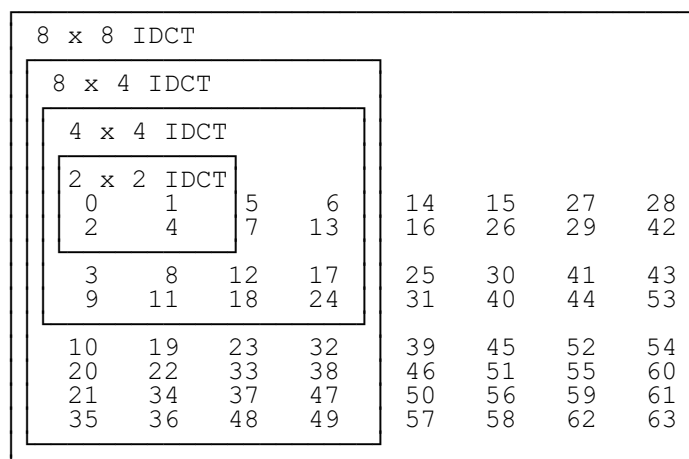 8 x 8 IDCT
8 x 4 IDCT
4 x 4 IDCT
2 x 2 IDCT
0 1 5 6 14 15 27 28
2 4 7 13 16 26 29 42
3 8 12 17 25 30 41 43
9 11 18 24 31 40 44 53
10 19 23 32 39 45 52 54
20 22 33 38 46 51 55 60
21 34 37 47 50 56 59 61
35 36 48 49 57 58 62 63